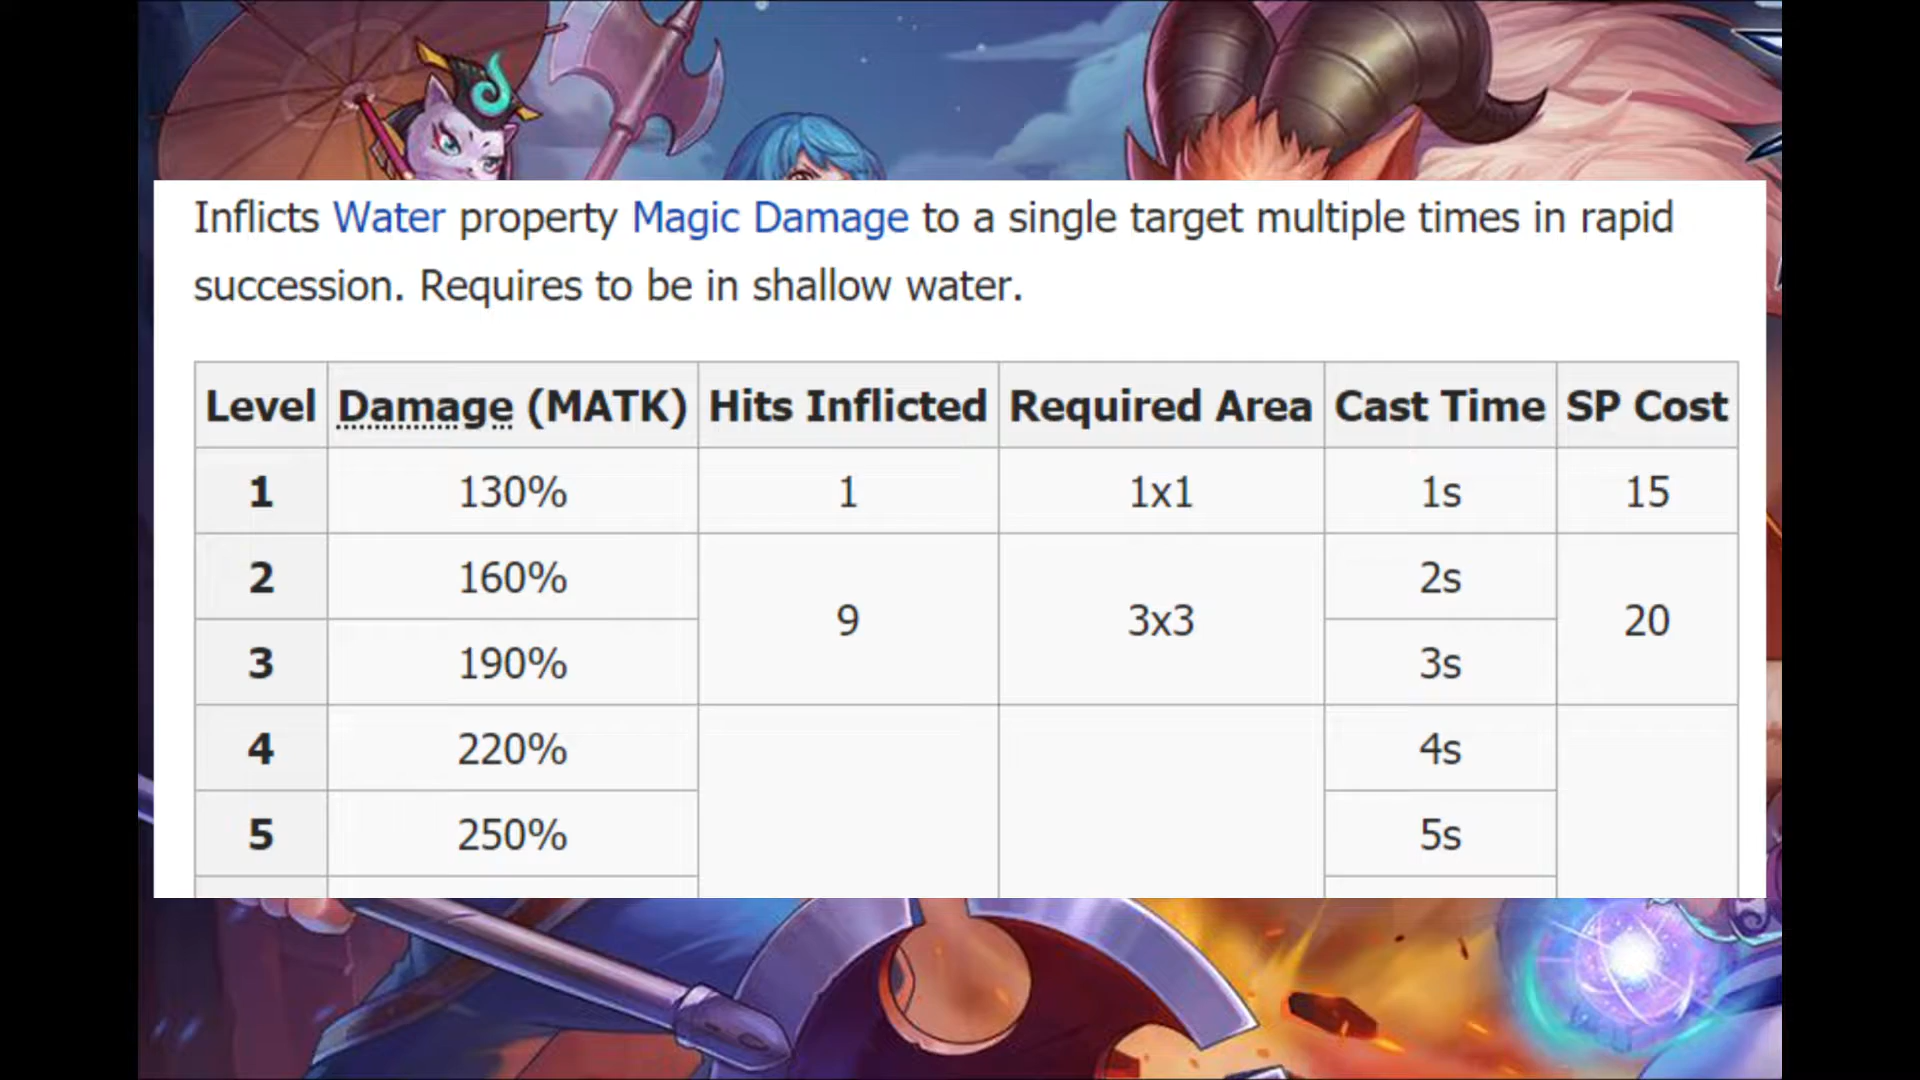 Inflicts Water property Magic Damage to a single target multiple times in rapid
succession. Requires to be in shallow water.
Level Damage (MATK) Hits Inflicted Required Area Cast Time SP Cost
1 130% 1 1x1 1s 15
2 160% 9 3x3 2s 20
3 190% 3s
4 220% 4s
5 250% 5s